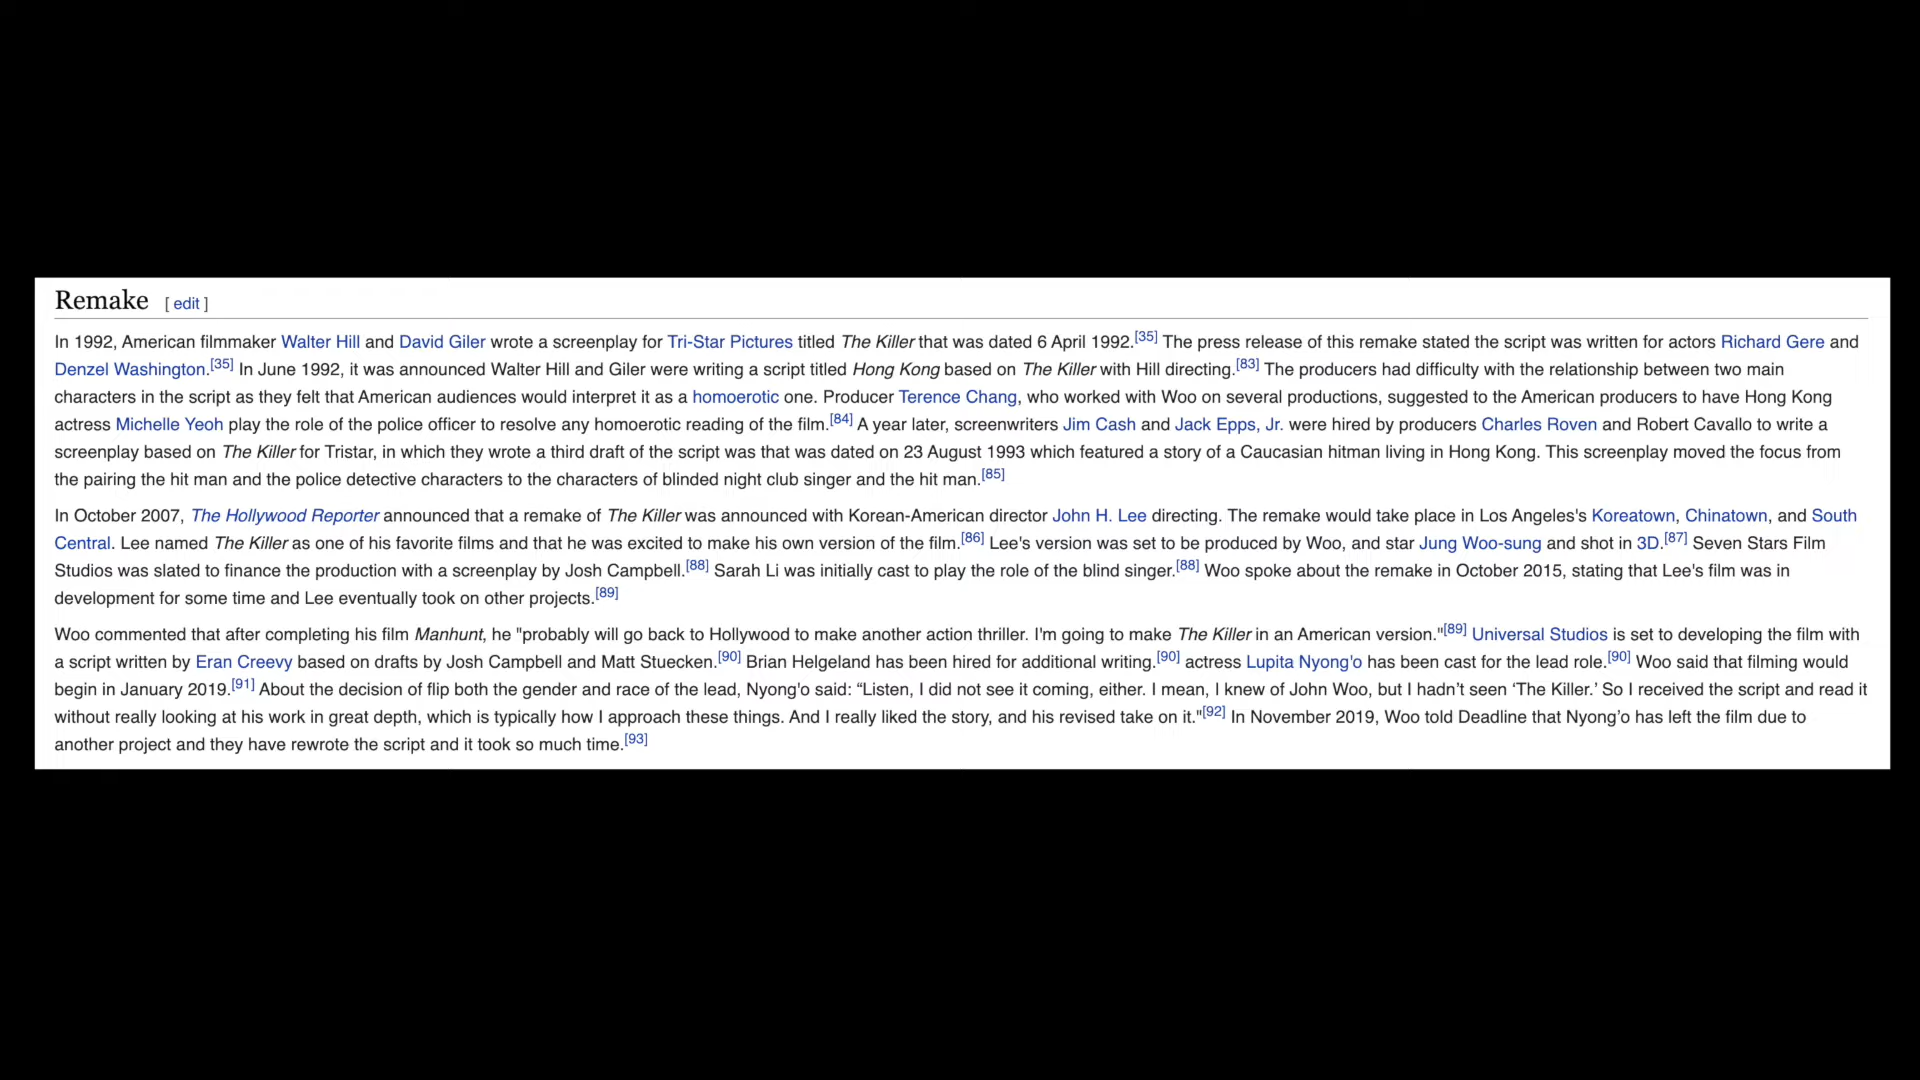 Remake [ edit ]
In 1992, American filmmaker Walter Hill and David Giler wrote a screenplay for Tri-Star Pictures titled The Killer that was dated 6 April 1992.[35] The press release of this remake stated the script was written for actors Richard Gere and
Denzel Washington.[35] In June 1992, it was announced Walter Hill and Giler were writing a script titled Hong Kong based on The Killer with Hill directing.[83] The producers had difficulty with the relationship between two main
characters in the script as they felt that American audiences would interpret it as a homoerotic one. Producer Terence Chang, who worked with Woo on several productions, suggested to the American producers to have Hong Kong
actress Michelle Yeoh play the role of the police officer to resolve any homoerotic reading of the film.[84] A year later, screenwriters Jim Cash and Jack Epps, Jr. were hired by producers Charles Roven and Robert Cavallo to write a
screenplay based on The Killer for Tristar, in which they wrote a third draft of the script was that was dated on 23 August 1993 which featured a story of a Caucasian hitman living in Hong Kong. This screenplay moved the focus from
the pairing the hit man and the police detective characters to the characters of blinded night club singer and the hit man.[85]
In October 2007, The Hollywood Reporter announced that a remake of The Killer was announced with Korean-American director John H. Lee directing. The remake would take place in Los Angeles's Koreatown, Chinatown, and South
Central. Lee named The Killer as one of his favorite films and that he was excited to make his own version of the film.[86] Lee's version was set to be produced by Woo, and star Jung Woo-sung and shot in 3D.[87] Seven Stars Film
Studios was slated to finance the production with a screenplay by Josh Campbell.[88] Sarah Li was initially cast to play the role of the blind singer.[88] Woo spoke about the remake in October 2015, stating that Lee's film was in
development for some time and Lee eventually took on other projects.[89]
Woo commented that after completing his film Manhunt, he "probably will go back to Hollywood to make another action thriller. I'm going to make The Killer in an American version."[89] Universal Studios is set to developing the film with
a script written by Eran Creevy based on drafts by Josh Campbell and Matt Stuecken.[90] Brian Helgeland has been hired for additional writing.[90] actress Lupita Nyong'o has been cast for the lead role.[90] Woo said that filming would
begin in January 2019.[91] About the decision of flip both the gender and race of the lead, Nyong'o said: “Listen, I did not see it coming, either. I mean, I knew of John Woo, but I hadn’t seen ‘The Killer.’ So I received the script and read it
without really looking at his work in great depth, which is typically how I approach these things. And I really liked the story, and his revised take on it."[92] In November 2019, Woo told Deadline that Nyong’o has left the film due to
another project and they have rewrote the script and it took so much time.[93]